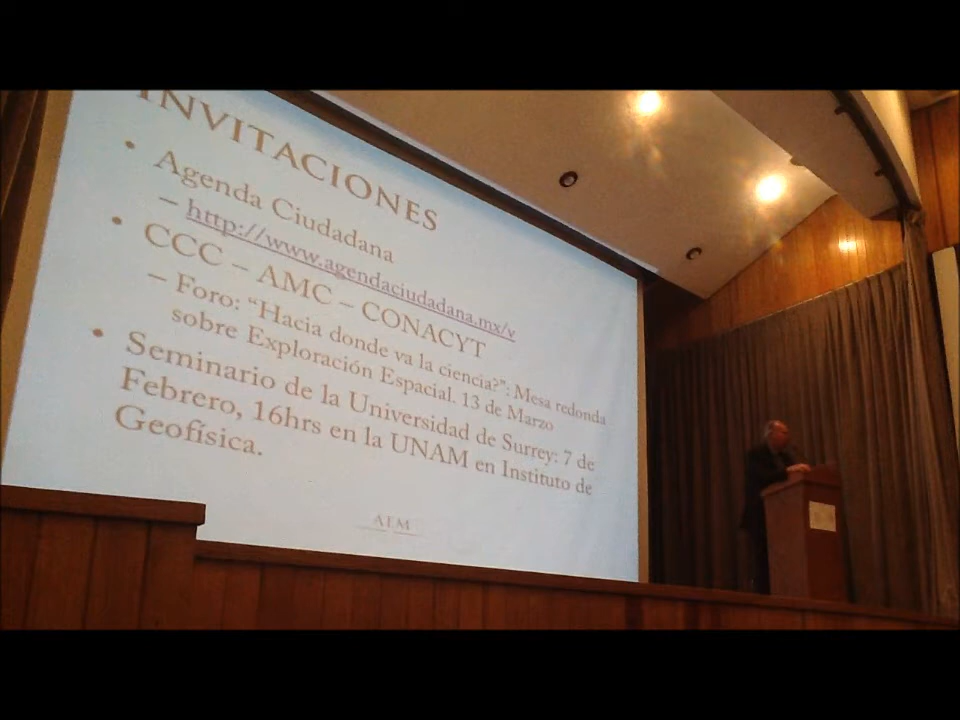 INVITACIONES
• Agenda Ciudadana
– http://www.agendaciudadana.mx/v
• CCC – AMC – CONACYT
– Foro: "Hacia donde va la ciencia?": Mesa redonda
sobre Exploración Espacial. 13 de Marzo
• Seminario de la Universidad de Surrey: 7 de
Febrero, 16hrs en la UNAM en Instituto de
Geofísica.
AEM